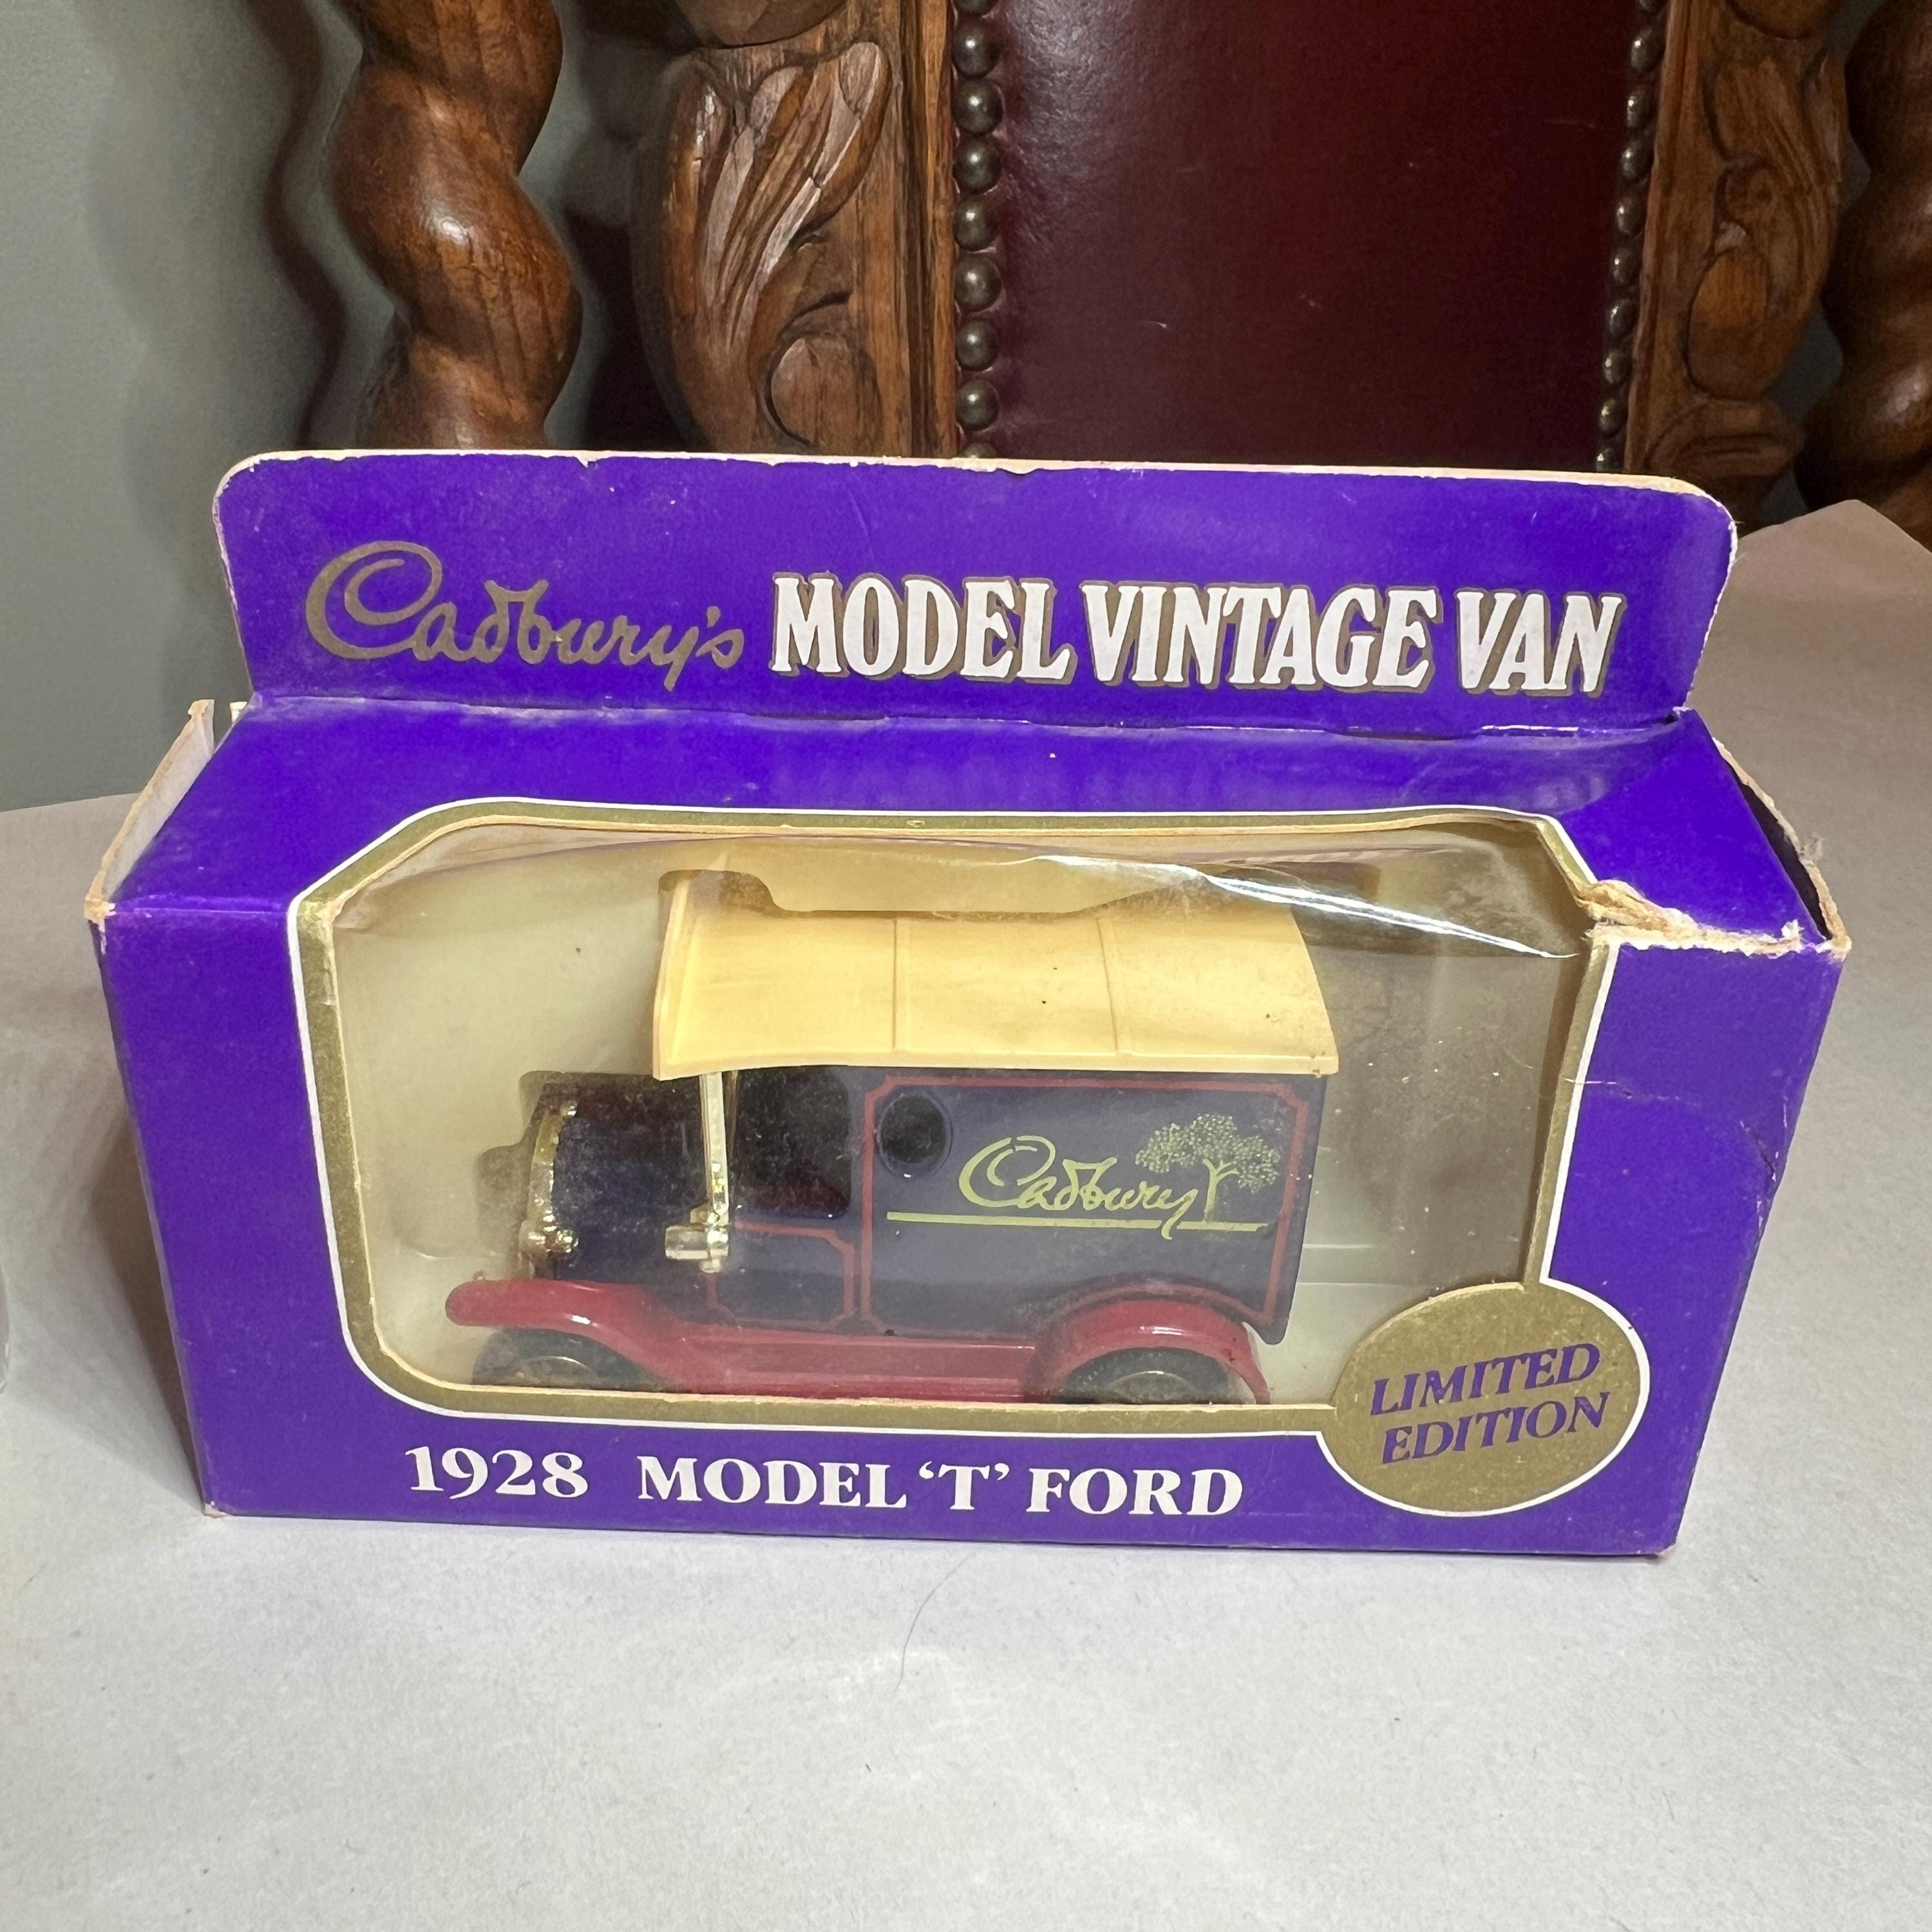 Cadbury's MODEL VINTAGE VAN
Cadbury
LIMITED
EDITION
1928 MODEL 'T' FORD